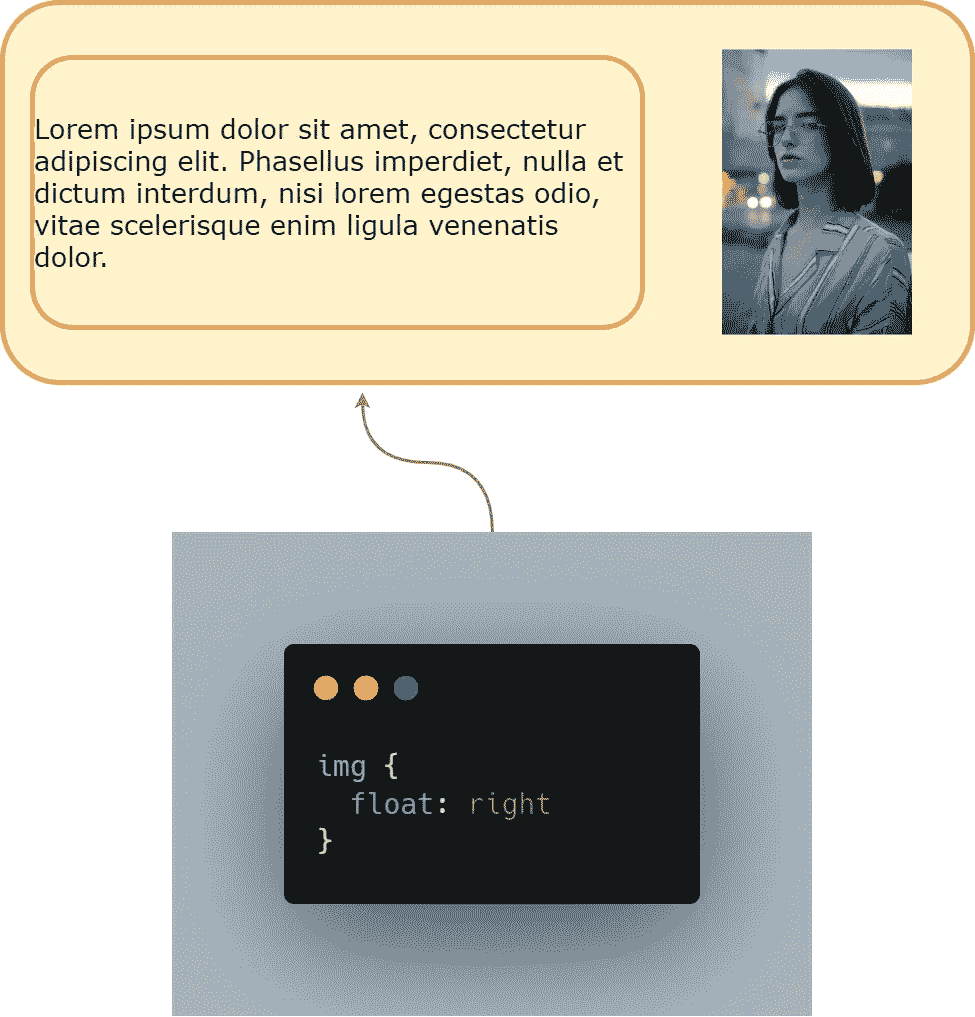 Lorem ipsum dolor sit amet, consectetur
adipiscing elit. Phasellus imperdiet, nulla et
dictum interdum, nisi lorem egestas odio,
vitae scelerisque enim ligula venenatis
dolor.
img {
  float: right
}